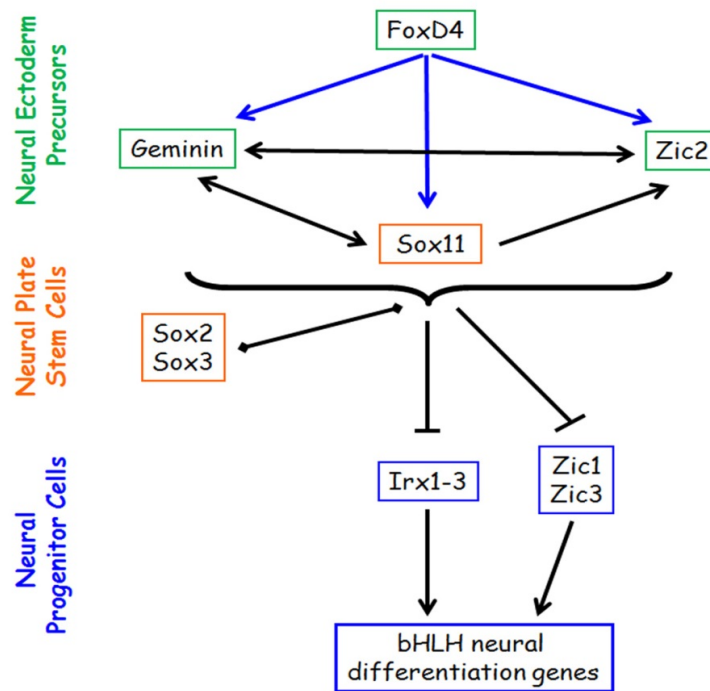 FoxD4
Neural Ectoderm
Precursors
Geminin
Zic2
Sox11
Neural Plate
Stem Cells
Sox2
Sox3
Neural
Progenitor Cells
Irx1-3
Zic1
Zic3
bHLH neural
differentiation genes